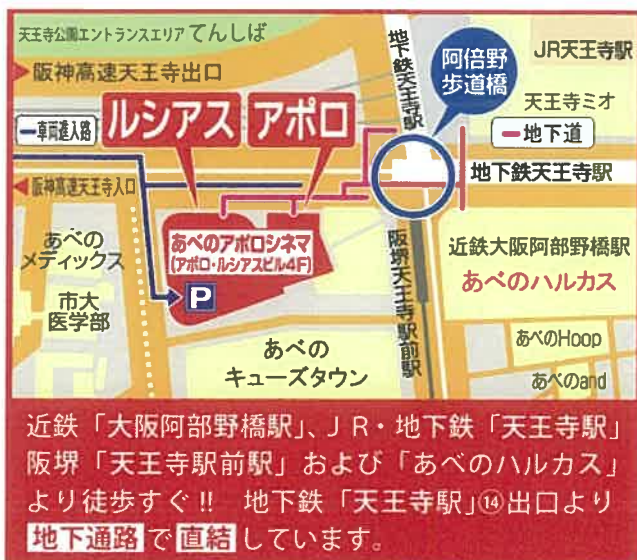 天王寺公園エントランスエリア てんしば
阪神高速天王寺出口
地下鉄天王寺駅
阿倍野
歩道橋
JR天王寺駅
天王寺ミオ
車両進入路
ルシアス
アポロ
地下道
地下鉄天王寺駅
阪神高速天王寺入口
あべの
メディックス
市大
医学部
あべのアポロシネマ
(アポロ・ルシアスビル4F)
P
阪堺天王寺駅前駅
近鉄大阪阿部野橋駅
あべのハルカス
あべのHoop
あべのand
あべの
キューズタウン
近鉄「大阪阿部野橋駅」、JR・地下鉄「天王寺駅」
阪堺「天王寺駅前駅」および「あべのハルカス」
より徒歩すぐ!! 地下鉄「天王寺駅」⑭出口より
地下通路で直結しています。